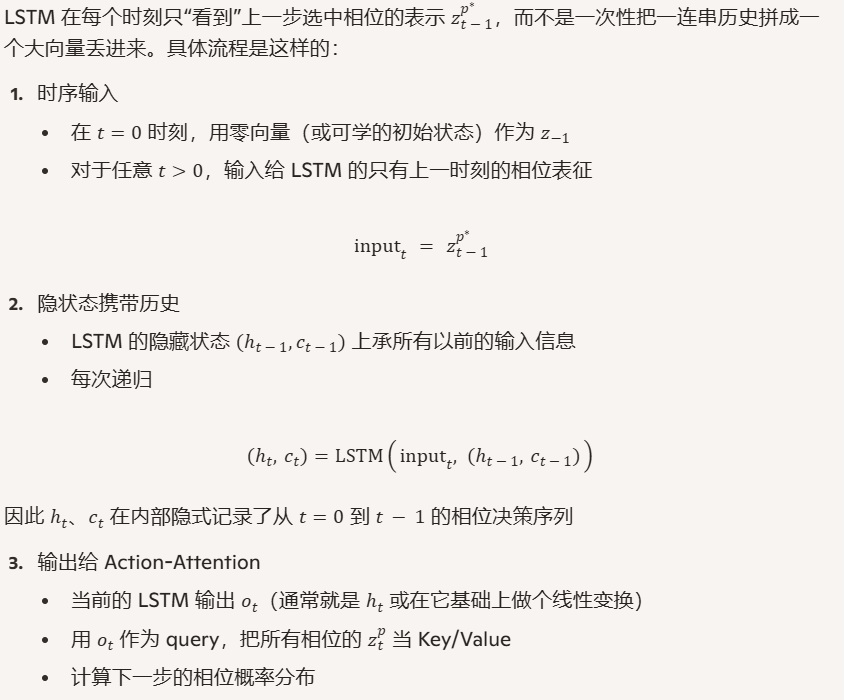 LSTM 在每个时刻只“看到”上一步选中相位的表示 $z_{t-1}^{p^*}$，而不是一次性把一连串历史拼成一
个大向量丢进来。具体流程是这样的：
1. 时序输入
• 在 $t = 0$ 时刻，用零向量（或可学的初始状态）作为 $z_{-1}$
• 对于任意 $t > 0$，输入给 LSTM 的只有上一时刻的相位表征
$\text{input}_t = z_{t-1}^{p^*}$
2. 隐状态携带历史
• LSTM 的隐藏状态 $(h_{t-1}, c_{t-1})$ 上承所有以前的输入信息
• 每次递归
$(h_t, c_t) = \text{LSTM}\left(\text{input}_t, (h_{t-1}, c_{t-1})\right)$
因此 $h_t$、$c_t$ 在内部隐式记录了从 $t = 0$ 到 $t - 1$ 的相位决策序列
3. 输出给 Action-Attention
• 当前的 LSTM 输出 $o_t$（通常就是 $h_t$ 或在它基础上做个线性变换）
• 用 $o_t$ 作为 query，把所有相位的 $z_t^p$ 当 Key/Value
• 计算下一步的相位概率分布